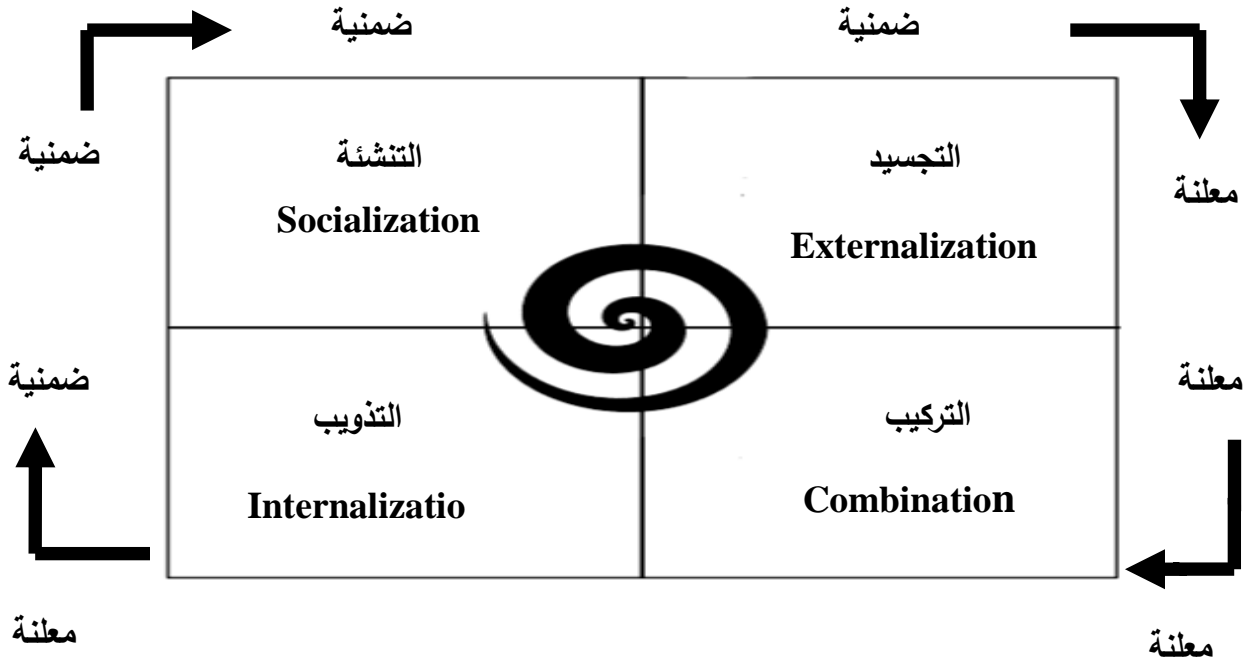 ضمنية
ضمنية
ضمنية
التنشئة
Socialization
التجسيد
Externalization
معلنة
ضمنية
التذويب
Internalizatio
التركيب
Combination
معلنة
معلنة
معلنة